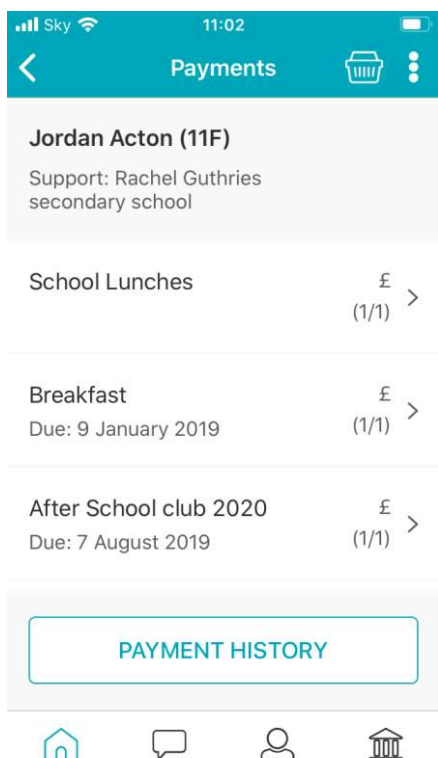 Sky 11:02
Payments
Jordan Acton (11F)
Support: Rachel Guthries
secondary school
School Lunches £
(1/1)
Breakfast £
Due: 9 January 2019 (1/1)
After School club 2020 £
Due: 7 August 2019 (1/1)
PAYMENT HISTORY